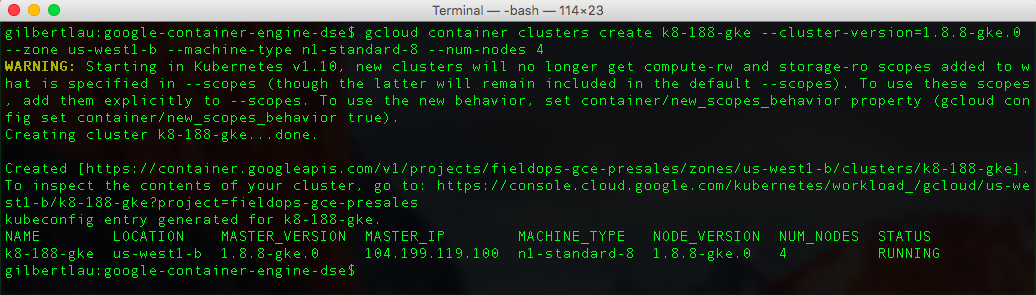 Terminal — -bash — 114×23
gilbertlau:google-container-engine-dse$ gcloud container clusters create k8-188-gke --cluster-version=1.8.8-gke.0
--zone us-west1-b --machine-type n1-standard-8 --num-nodes 4
WARNING: Starting in Kubernetes v1.10, new clusters will no longer get compute-rw and storage-ro scopes added to w
hat is specified in --scopes (though the latter will remain included in the default --scopes). To use these scopes
, add them explicitly to --scopes. To use the new behavior, set container/new_scopes_behavior property (gcloud con
fig set container/new_scopes_behavior true).
Creating cluster k8-188-gke...done.
Created [https://container.googleapis.com/v1/projects/fieldops-gce-presales/zones/us-west1-b/clusters/k8-188-gke].
To inspect the contents of your cluster, go to: https://console.cloud.google.com/kubernetes/workload_/gcloud/us-we
st1-b/k8-188-gke?project=fieldops-gce-presales
kubeconfig entry generated for k8-188-gke.
NAME LOCATION MASTER_VERSION MASTER_IP MACHINE_TYPE NODE_VERSION NUM_NODES STATUS
k8-188-gke us-west1-b 1.8.8-gke.0 104.199.119.100 n1-standard-8 1.8.8-gke.0 4 RUNNING
gilbertlau:google-container-engine-dse$